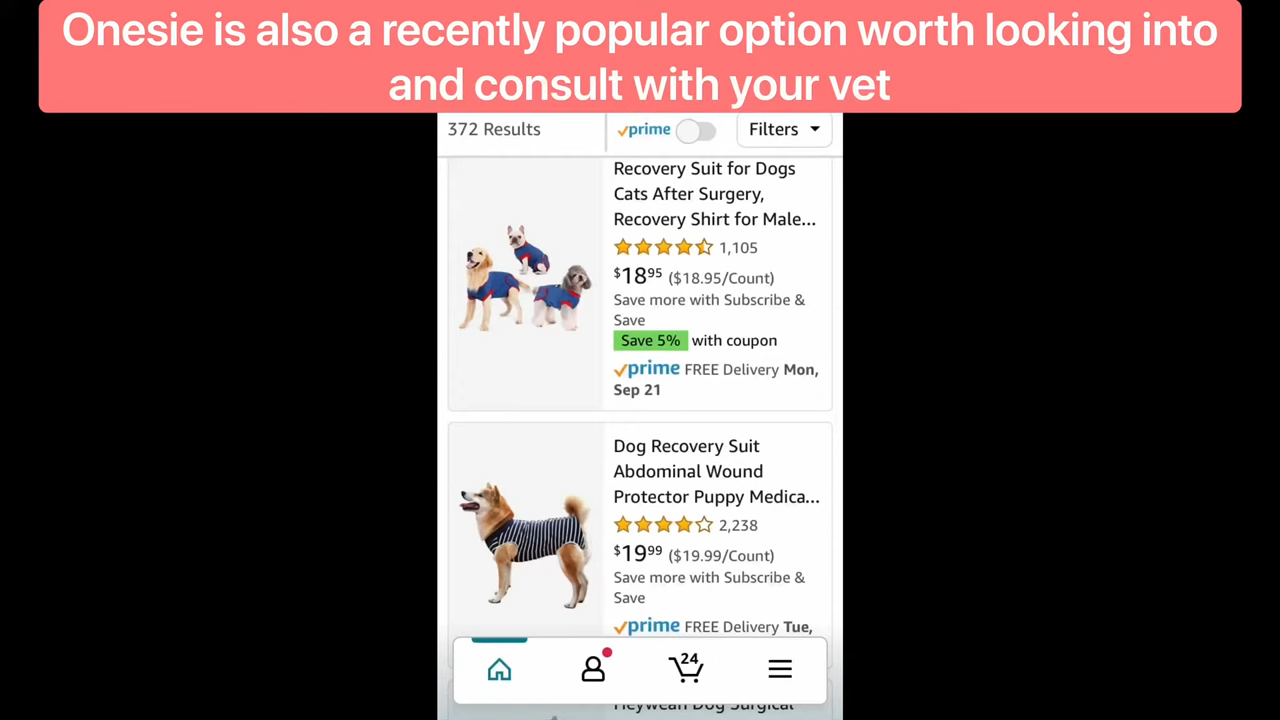 Onesie is also a recently popular option worth looking into
and consult with your vet
372 Results
prime
Filters
Recovery Suit for Dogs
Cats After Surgery,
Recovery Shirt for Male...
1,105
$18.95 ($18.95/Count)
Save more with Subscribe &
Save
Save 5% with coupon
prime FREE Delivery Mon,
Sep 21
Dog Recovery Suit
Abdominal Wound
Protector Puppy Medica...
2,238
$19.99 ($19.99/Count)
Save more with Subscribe &
Save
prime FREE Delivery Tue,
24
Heywean Dog Surgical